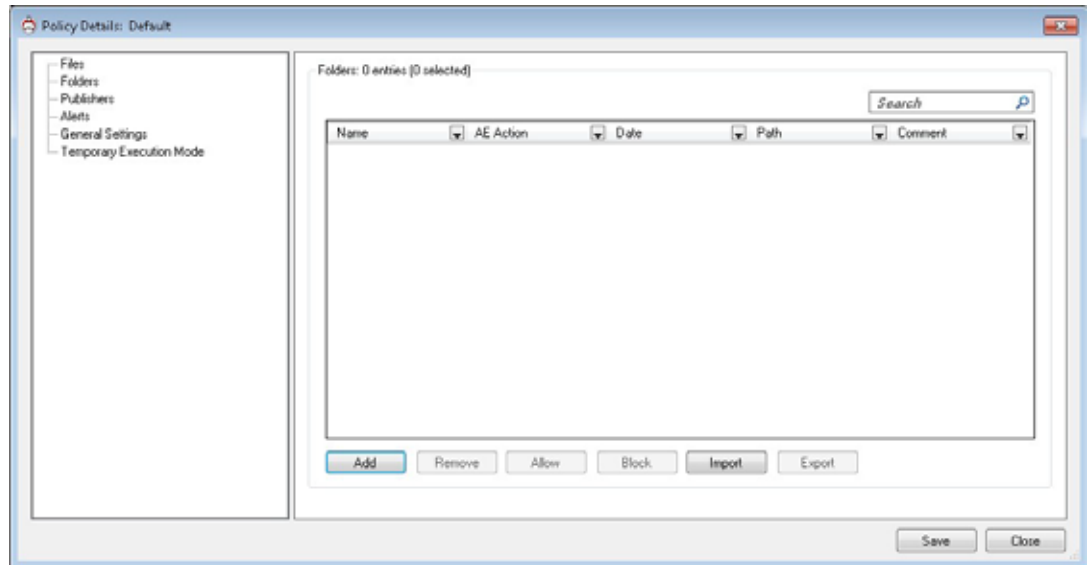 Policy Details: Default
Files
Folders
Publishers
Alerts
General Settings
Temporary Execution Mode
Folders: 0 entries (0 selected)
Search
Name AE Action Date Path Comment
Add Remove Allow Block Import Export
Save Close